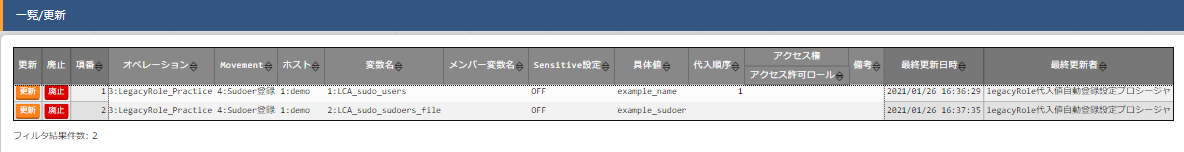 一覧/更新
更新 廃止 項番 オペレーション Movement ホスト 変数名 メンバー変数名 Sensitive設定 具体値 代入順序 アクセス権 備考 最終更新日時 最終更新者
アクセス許可ロール
更新 廃止 1 3:LegacyRole_Practice 4:Sudoer登録 1:demo 1:LCA_sudo_users OFF example_name 1 2021/01/26 16:36:29 legacyRole代入値自動登録設定プロシージャ
更新 廃止 2 3:LegacyRole_Practice 4:Sudoer登録 1:demo 2:LCA_sudo_sudoers_file OFF example_sudoer 2021/01/26 16:37:35 legacyRole代入値自動登録設定プロシージャ
フィルタ結果件数: 2